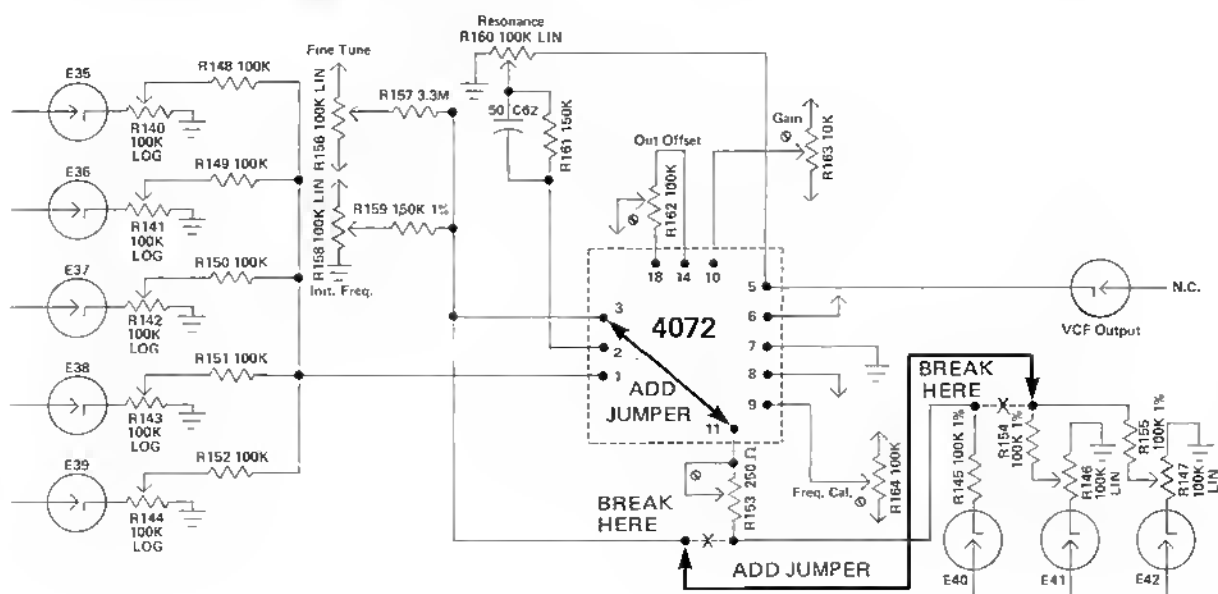 Resonance
R160 100K LIN
Fine Tune
E35
R148 100K
R140
100K
LOG
R156 100K LIN
R157 3.3M
50 C62
R161 150K
Gain
R163 10K
Out Offset
R162 100K
E36
R149 100K
R141
100K
LOG
R158 100K LIN
R159 150K 1%
Init. Freq.
E37
R150 100K
R142
100K
LOG
E38
R151 100K
R143
100K
LOG
E39
R152 100K
R144
100K
LOG
18
14
10
5
3
4072
6
2
7
1
8
ADD
JUMPER
9
11
N.C.
VCF Output
BREAK
HERE
R153 250 Ω
BREAK
HERE
Freq. Cal.
R164 100K
ADD JUMPER
X
X
R145 100K 1%
R154
100K 1%
R146
100K
LIN
R155
100K 1%
R147
100K
LIN
E40
E41
E42